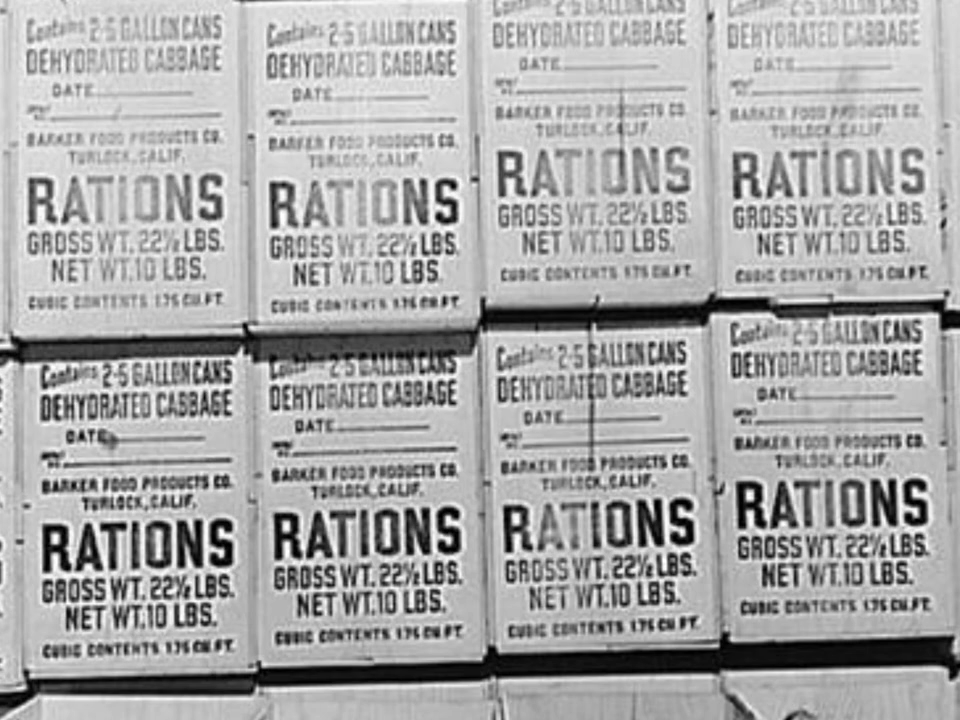 Contains 2-5 GALLON CANS
DEHYDRATED CABBAGE
DATE
BARKER FOOD PRODUCTS CO.
TURLOCK, CALIF.
RATIONS
GROSS WT. 22½ LBS.
NET WT. 10 LBS.
CUBIC CONTENTS 1.75 CU. FT.
Contains 2-5 GALLON CANS
DEHYDRATED CABBAGE
DATE
BARKER FOOD PRODUCTS CO.
TURLOCK, CALIF.
RATIONS
GROSS WT. 22½ LBS.
NET WT. 10 LBS.
CUBIC CONTENTS 1.75 CU. FT.
Contains 2-5 GALLON CANS
DEHYDRATED CABBAGE
DATE
BARKER FOOD PRODUCTS CO.
TURLOCK, CALIF.
RATIONS
GROSS WT. 22½ LBS.
NET WT. 10 LBS.
CUBIC CONTENTS 1.75 CU. FT.
Contains 2-5 GALLON CANS
DEHYDRATED CABBAGE
DATE
BARKER FOOD PRODUCTS CO.
TURLOCK, CALIF.
RATIONS
GROSS WT. 22½ LBS.
NET WT. 10 LBS.
CUBIC CONTENTS 1.75 CU. FT.
Contains 2-5 GALLON CANS
DEHYDRATED CABBAGE
DATE
BARKER FOOD PRODUCTS CO.
TURLOCK, CALIF.
RATIONS
GROSS WT. 22½ LBS.
NET WT. 10 LBS.
CUBIC CONTENTS 1.75 CU. FT.
Contains 2-5 GALLON CANS
DEHYDRATED CABBAGE
DATE
BARKER FOOD PRODUCTS CO.
TURLOCK, CALIF.
RATIONS
GROSS WT. 22½ LBS.
NET WT. 10 LBS.
CUBIC CONTENTS 1.75 CU. FT.
Contains 2-5 GALLON CANS
DEHYDRATED CABBAGE
DATE
BARKER FOOD PRODUCTS CO.
TURLOCK, CALIF.
RATIONS
GROSS WT. 22½ LBS.
NET WT. 10 LBS.
CUBIC CONTENTS 1.75 CU. FT.
Contains 2-5 GALLON CANS
DEHYDRATED CABBAGE
DATE
BARKER FOOD PRODUCTS CO.
TURLOCK, CALIF.
RATIONS
GROSS WT. 22½ LBS.
NET WT. 10 LBS.
CUBIC CONTENTS 1.75 CU. FT.